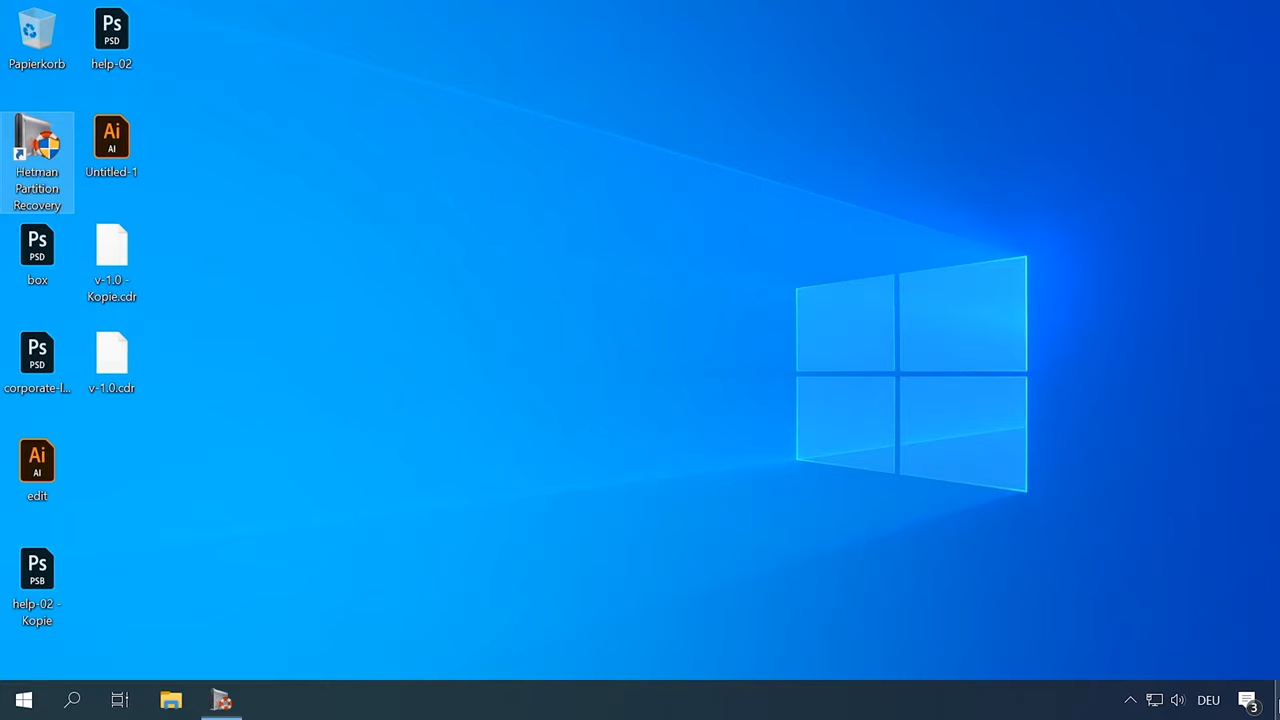 Papierkorb
Ps
PSD
help-02
Hetman
Partition
Recovery
Ai
AI
Untitled-1
Ps
PSD
box
v-1.0 -
Kopie.cdr
Ps
PSD
corporate-l...
v-1.0.cdr
Ai
AI
edit
Ps
PSB
help-02 -
Kopie
DEU
3